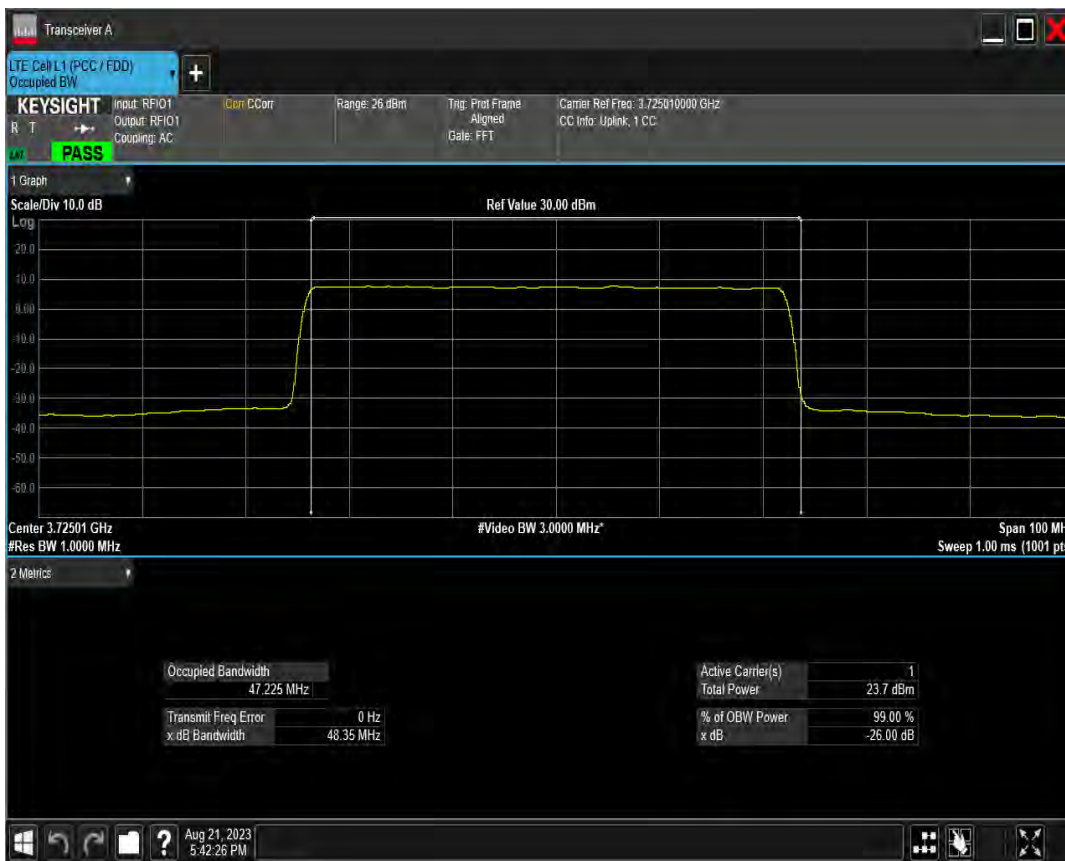 Transceiver A
LTE Cell L1 (PCC / FDD)
Occupied BW
+
KEYSIGHT
R T
PASS
Input: RFIO1
Output: RFIO1
Coupling: AC
Corr CCorr
Range: 26 dBm
Trig: Prot Frame
Aligned
Gate: FFT
Carrier Ref Freq: 3.725010000 GHz
CC Info: Uplink, 1 CC
1 Graph
Scale/Div 10.0 dB
Ref Value 30.00 dBm
Log
20.0
10.0
0.00
-10.0
-20.0
-30.0
-40.0
-50.0
-60.0
Center 3.72501 GHz
#Video BW 3.0000 MHz*
Span 100 MH
#Res BW 1.0000 MHz
Sweep 1.00 ms (1001 pts
2 Metrics
Occupied Bandwidth
47.225 MHz
Transmit Freq Error 0 Hz
x dB Bandwidth 48.35 MHz
Active Carrier(s) 1
Total Power 23.7 dBm
% of OBW Power 99.00 %
x dB -26.00 dB
?
Aug 21, 2023
5:42:26 PM